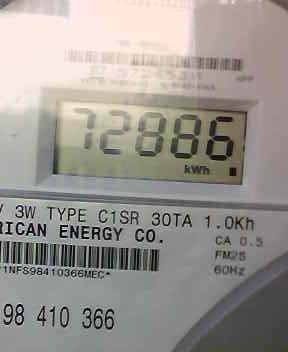 72886
kWh
V 3W TYPE C1SR 30TA 1.0Kh
RICAN ENERGY CO.
CA 0.5
FM2S
60Hz
1NFS98410366MEC*
98 410 366